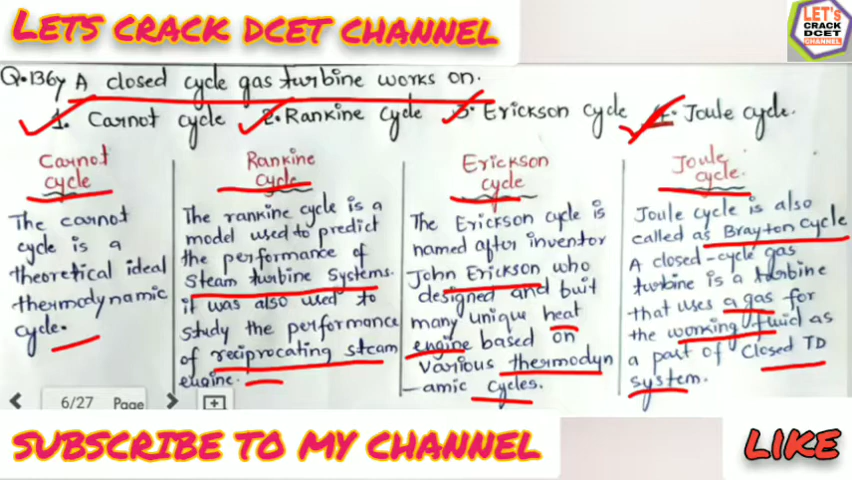 LETS CRACK DCET CHANNEL
LET'S
CRACK
DCET
CHANNEL
Q.136y A closed cycle gas turbine works on.
1. Carnot cycle 2. Rankine cycle 3. Erickson cycle 4. Joule cycle.
Carnot
cycle
The carnot
cycle is a
theoretical ideal
thermodynamic
cycle.
Rankine
cycle
The rankine cycle is a
model used to predict
the performance of
Steam turbine systems.
it was also used to
study the performance
of reciprocating steam
engine.
Erickson
cycle
The Erickson cycle is
named after inventor
John Erickson who
designed and buit
many unique heat
engine based on
various thermodyn
-amic cycles.
Joule
cycle.
Joule cycle is also
called as Brayton cycle
A closed-cycle gas
turbine is a turbine
that uses a gas for
the working fluid as
a part of closed TD
system.
6/27 Page
SUBSCRIBE TO MY CHANNEL
LIKE